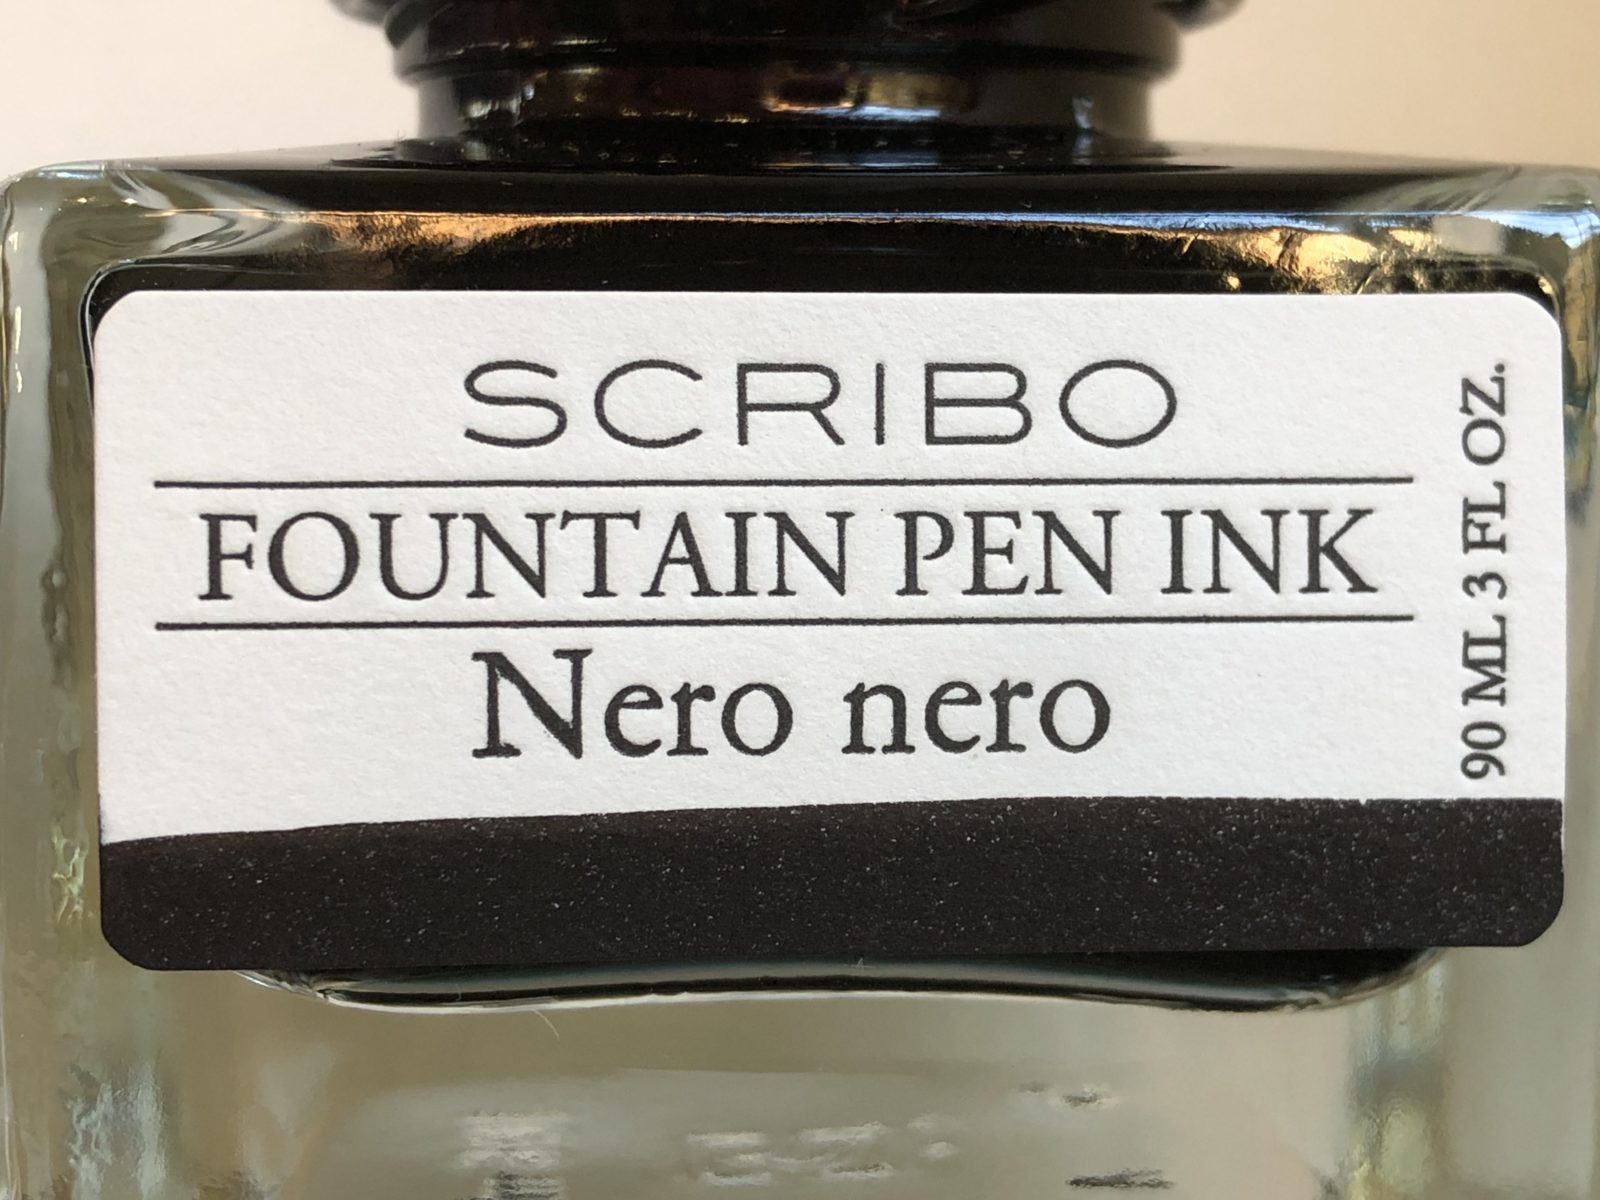 SCRIBO
FOUNTAIN PEN INK
Nero nero
90 ML 3 FL OZ.